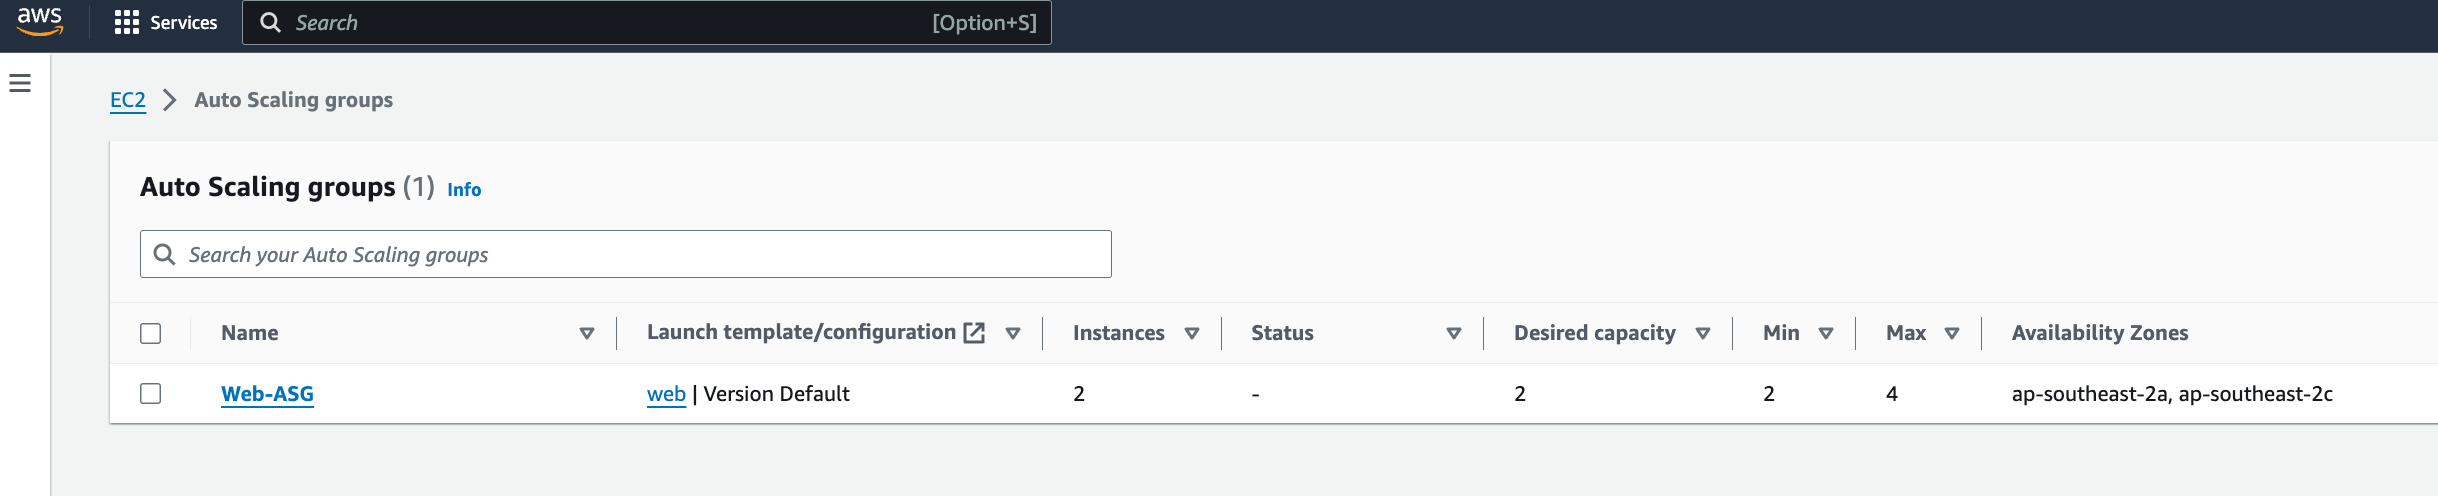 aws Services Search [Option+S]
EC2 > Auto Scaling groups
Auto Scaling groups (1) Info
Search your Auto Scaling groups
Name Launch template/configuration Instances Status Desired capacity Min Max Availability Zones
Web-ASG web | Version Default 2 - 2 2 4 ap-southeast-2a, ap-southeast-2c